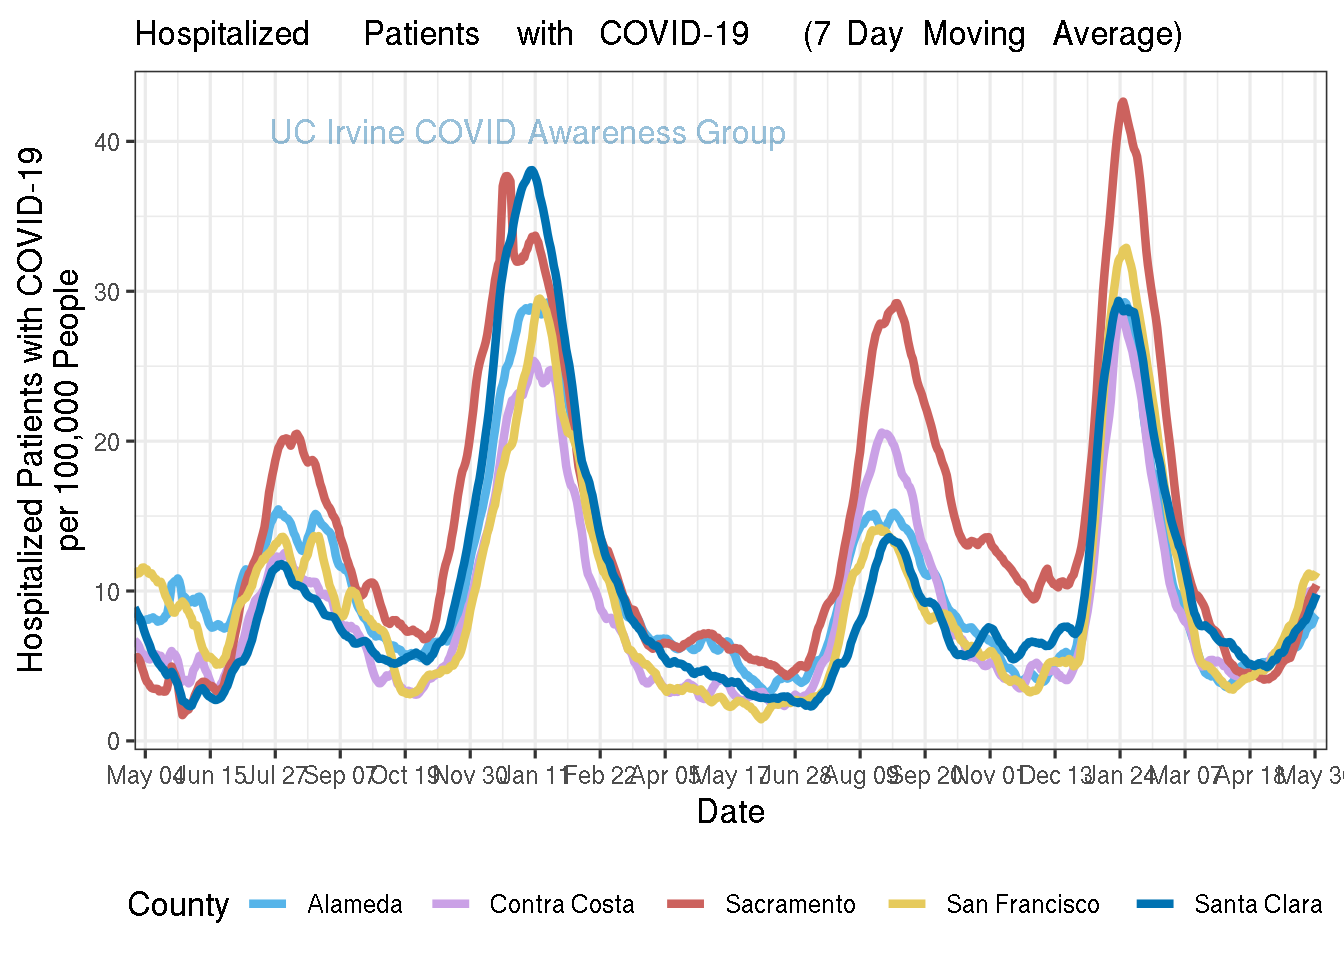 Hospitalized Patients with COVID-19 (7 Day Moving Average)
UC Irvine COVID Awareness Group
Hospitalized Patients with COVID-19
per 100,000 People
40
30
20
10
0
May 04 Jun 15 Jul 27 Sep 07 Oct 19 Nov 30 Jan 11 Feb 22 Apr 05 May 17 Jun 28 Aug 09 Sep 20 Nov 01 Dec 13 Jan 24 Mar 07 Apr 18 May 30
Date
County Alameda Contra Costa Sacramento San Francisco Santa Clara